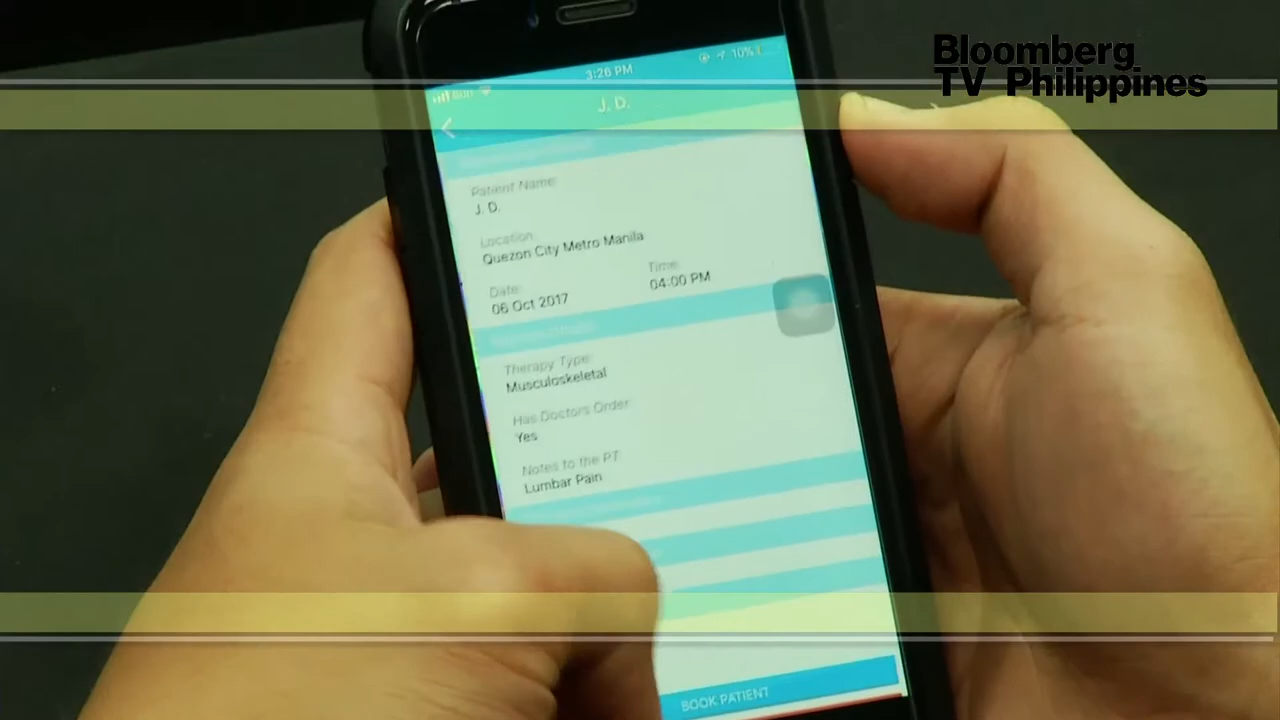 Bloomberg
TV Philippines
3:26 PM
10%
J. D.
Patient Name:
J. D.
Location:
Quezon City Metro Manila
Date:
Time:
06 Oct 2017
04:00 PM
Therapy Type:
Musculoskeletal
Has Doctors Order:
Yes
Notes to the PT
Lumbar Pain
BOOK PATIENT